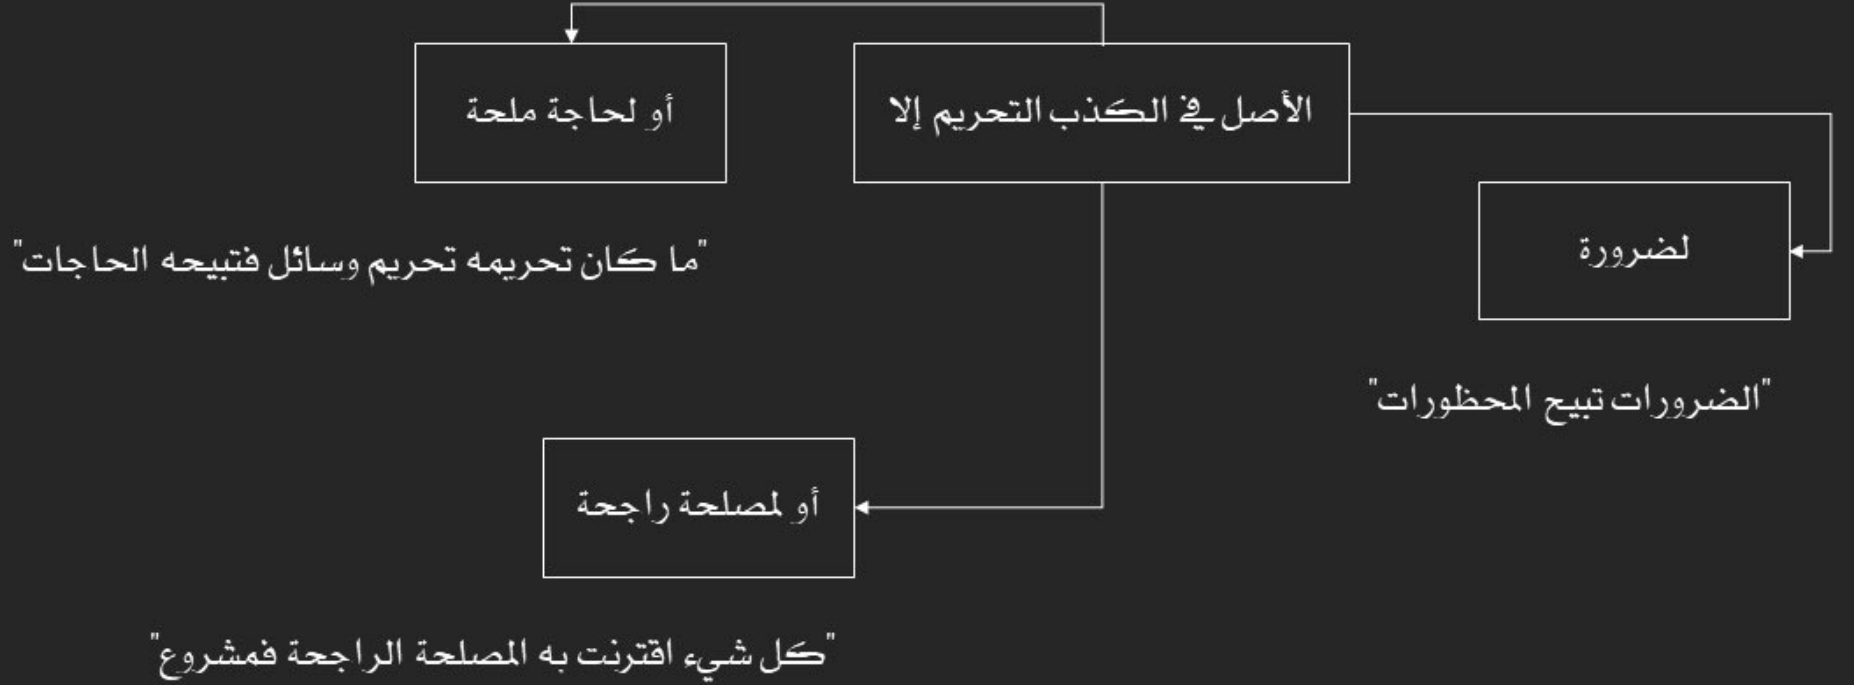 الأصل في الكذب التحريم إلا
لضرورة
"الضرورات تبيح المحظورات"
أو لحاجة ملحة
"ما كان تحريمه تحريم وسائل فتبيحه الحاجات"
أو لمصلحة راجحة
"كل شيء اقترنت به المصلحة الراجحة فمشروع"